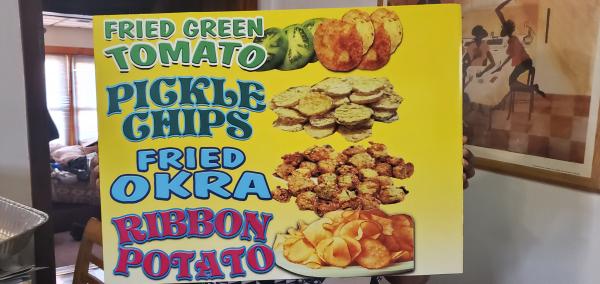 FRIED GREEN
TOMATO
PICKLE
CHIPS
FRIED
OKRA
RIBBON
POTATO